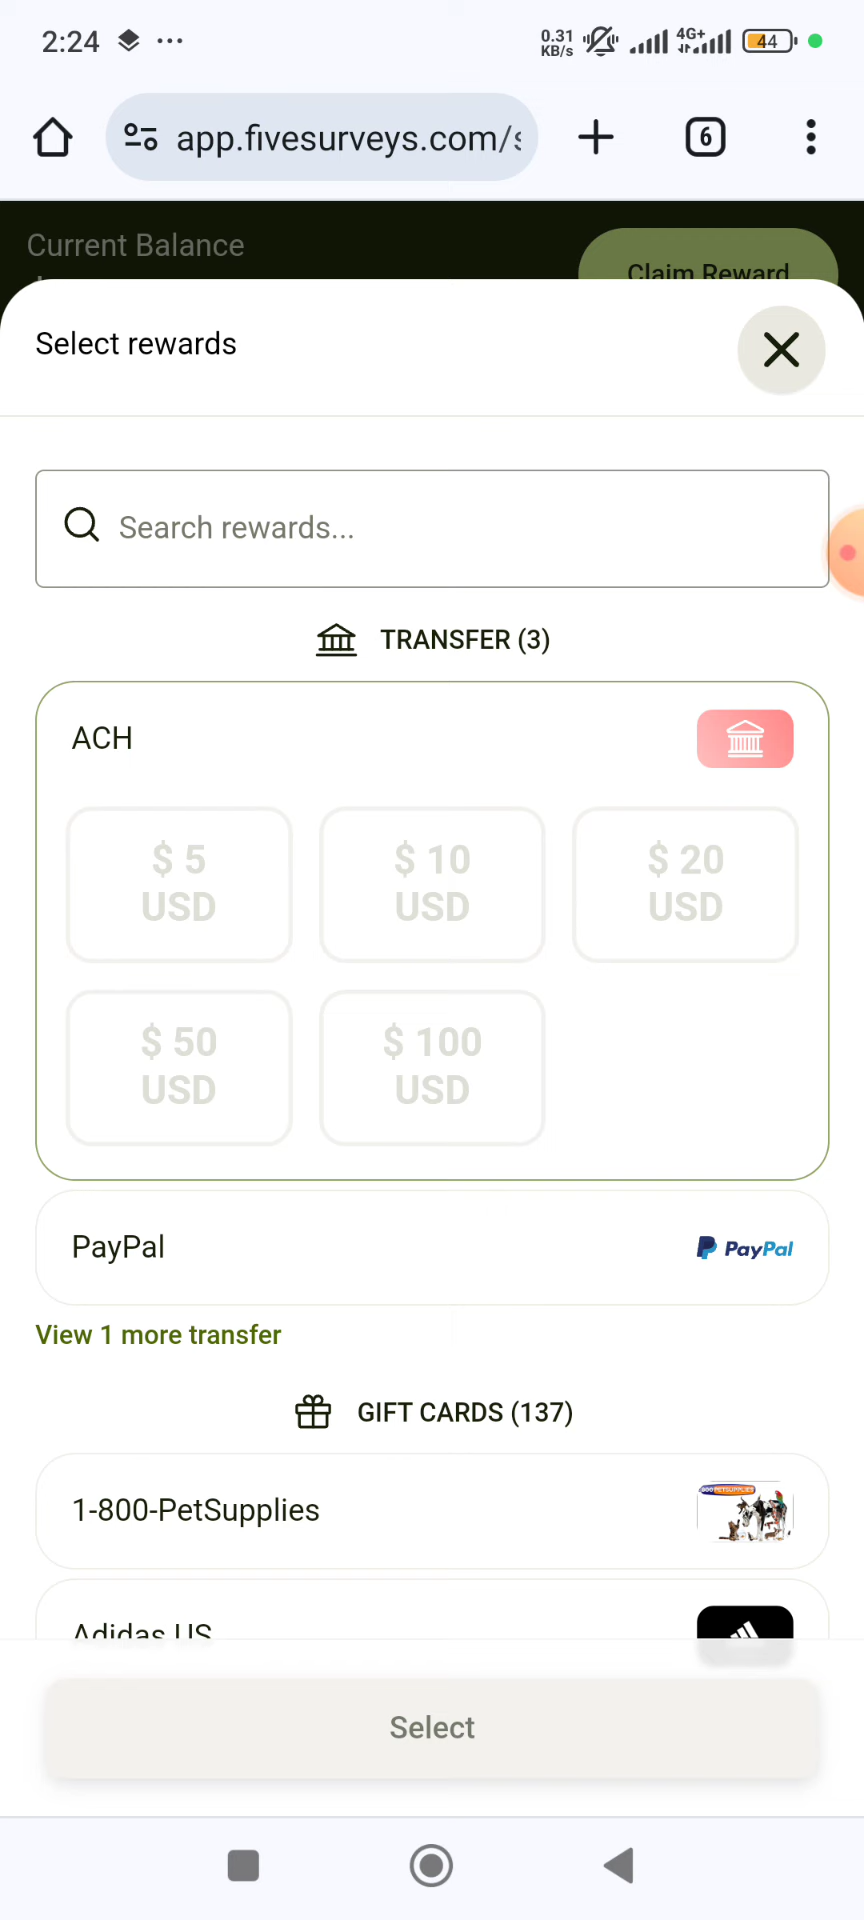 2:24
0.31
KB/s
4G+
44
app.fivesurveys.com/s
6
Current Balance
Claim Reward
Select rewards
Search rewards...
TRANSFER (3)
ACH
$ 5
USD
$ 10
USD
$ 20
USD
$ 50
USD
$ 100
USD
PayPal
PayPal
View 1 more transfer
GIFT CARDS (137)
1-800-PetSupplies
Adidas US
Select